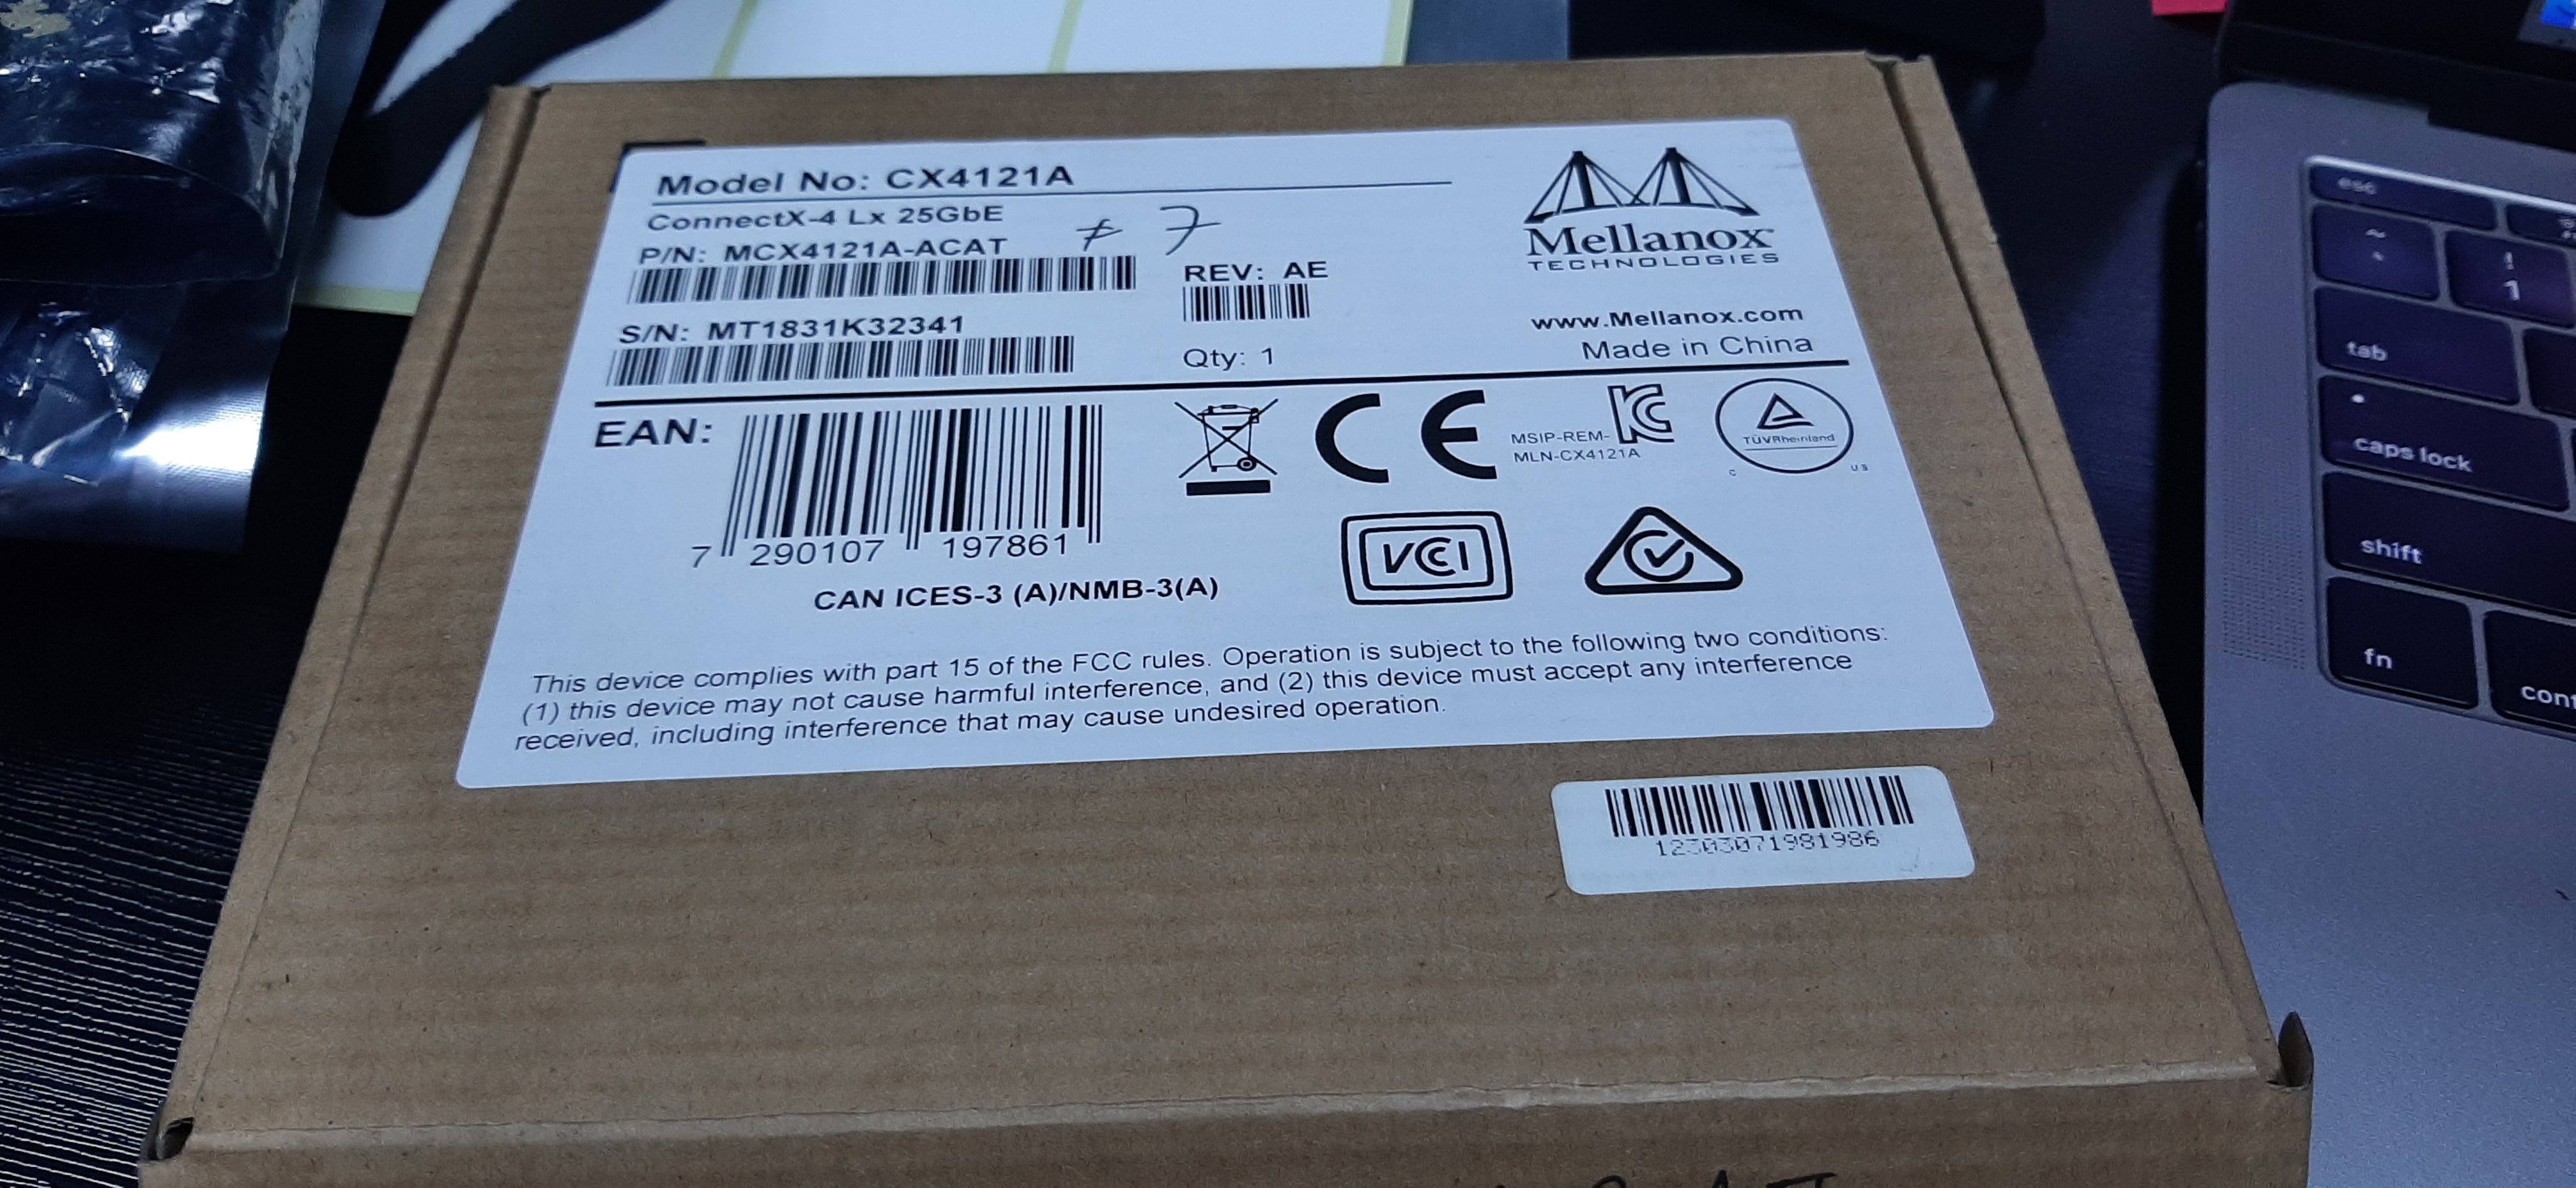 Model No: CX4121A
ConnectX-4 Lx 25GbE
P/N: MCX4121A-ACAT
≠ 7
REV: AE
S/N: MT1831K32341
Qty: 1
Mellanox
TECHNOLOGIES
www.Mellanox.com
Made in China
EAN:
7 290107 197861
CE
MSIP-REM-
MLN-CX4121A
TÜVRheinland
c us
VCI
CAN ICES-3 (A)/NMB-3(A)
This device complies with part 15 of the FCC rules. Operation is subject to the following two conditions:
(1) this device may not cause harmful interference, and (2) this device must accept any interference
received, including interference that may cause undesired operation.
12303071981986
esc
~
!
1
tab
caps lock
shift
fn
cont